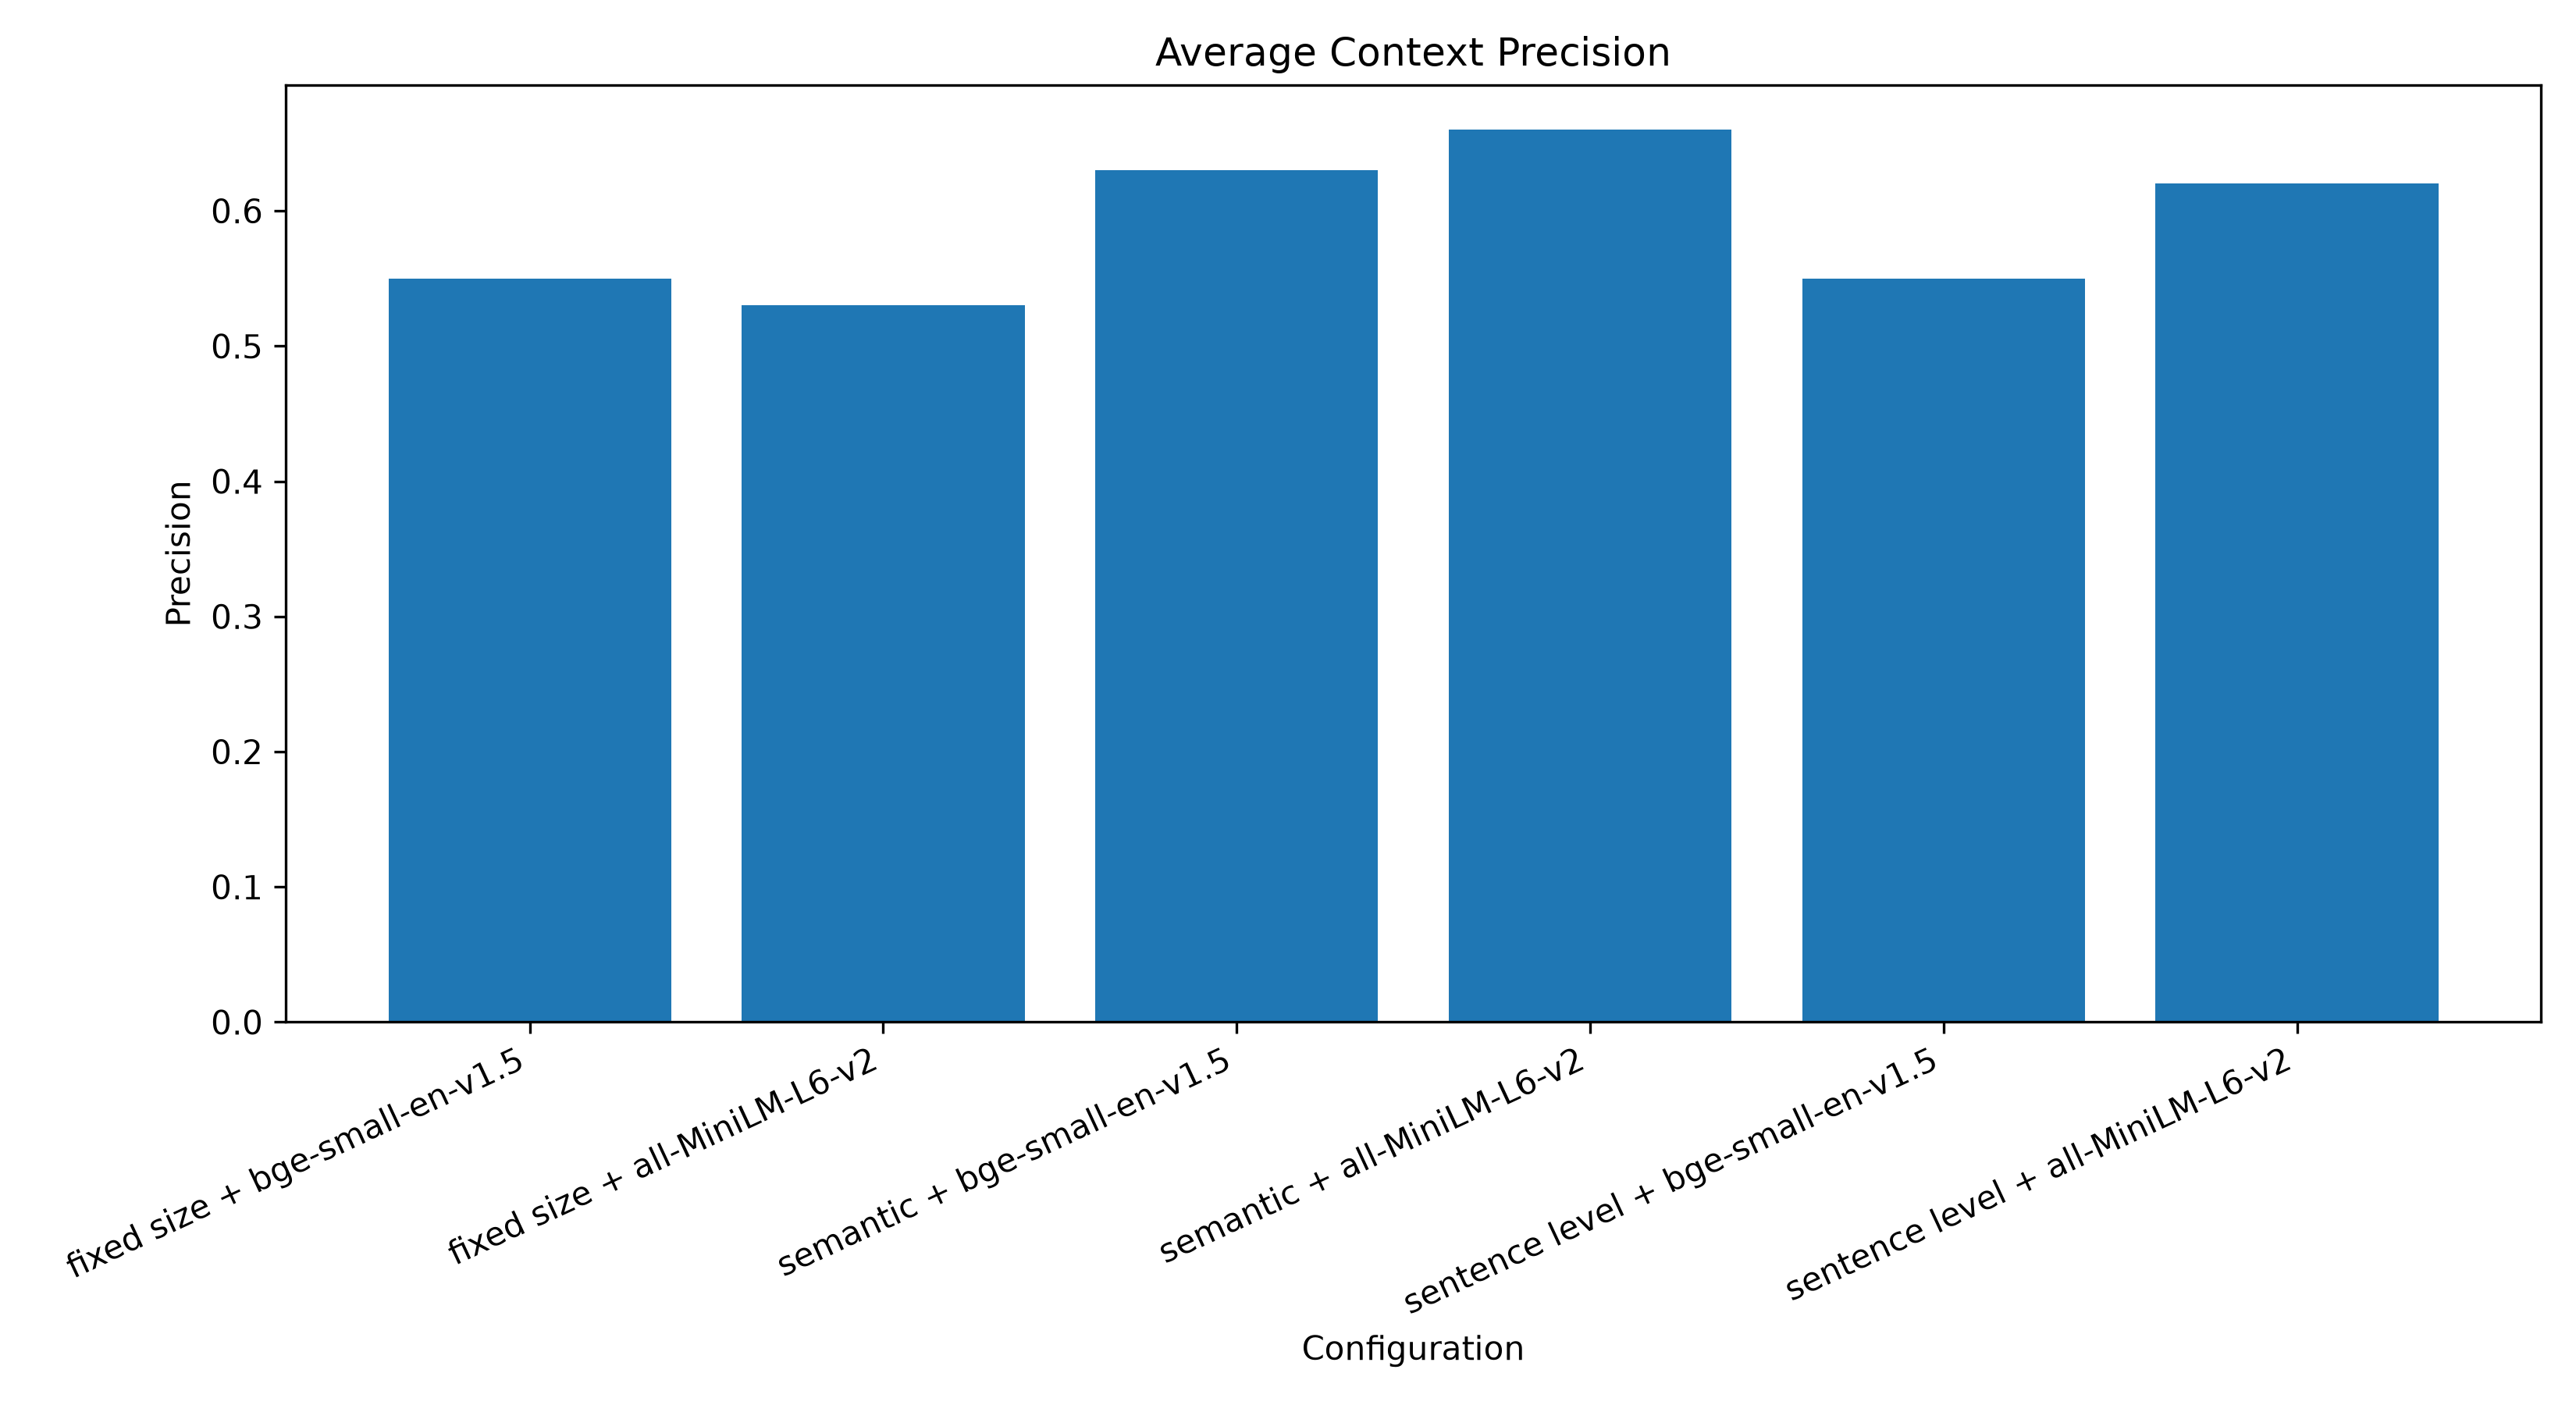 Average Context Precision
Precision
0.6
0.5
0.4
0.3
0.2
0.1
0.0
fixed size + bge-small-en-v1.5
fixed size + all-MiniLM-L6-v2
semantic + bge-small-en-v1.5
semantic + all-MiniLM-L6-v2
sentence level + bge-small-en-v1.5
sentence level + all-MiniLM-L6-v2
Configuration